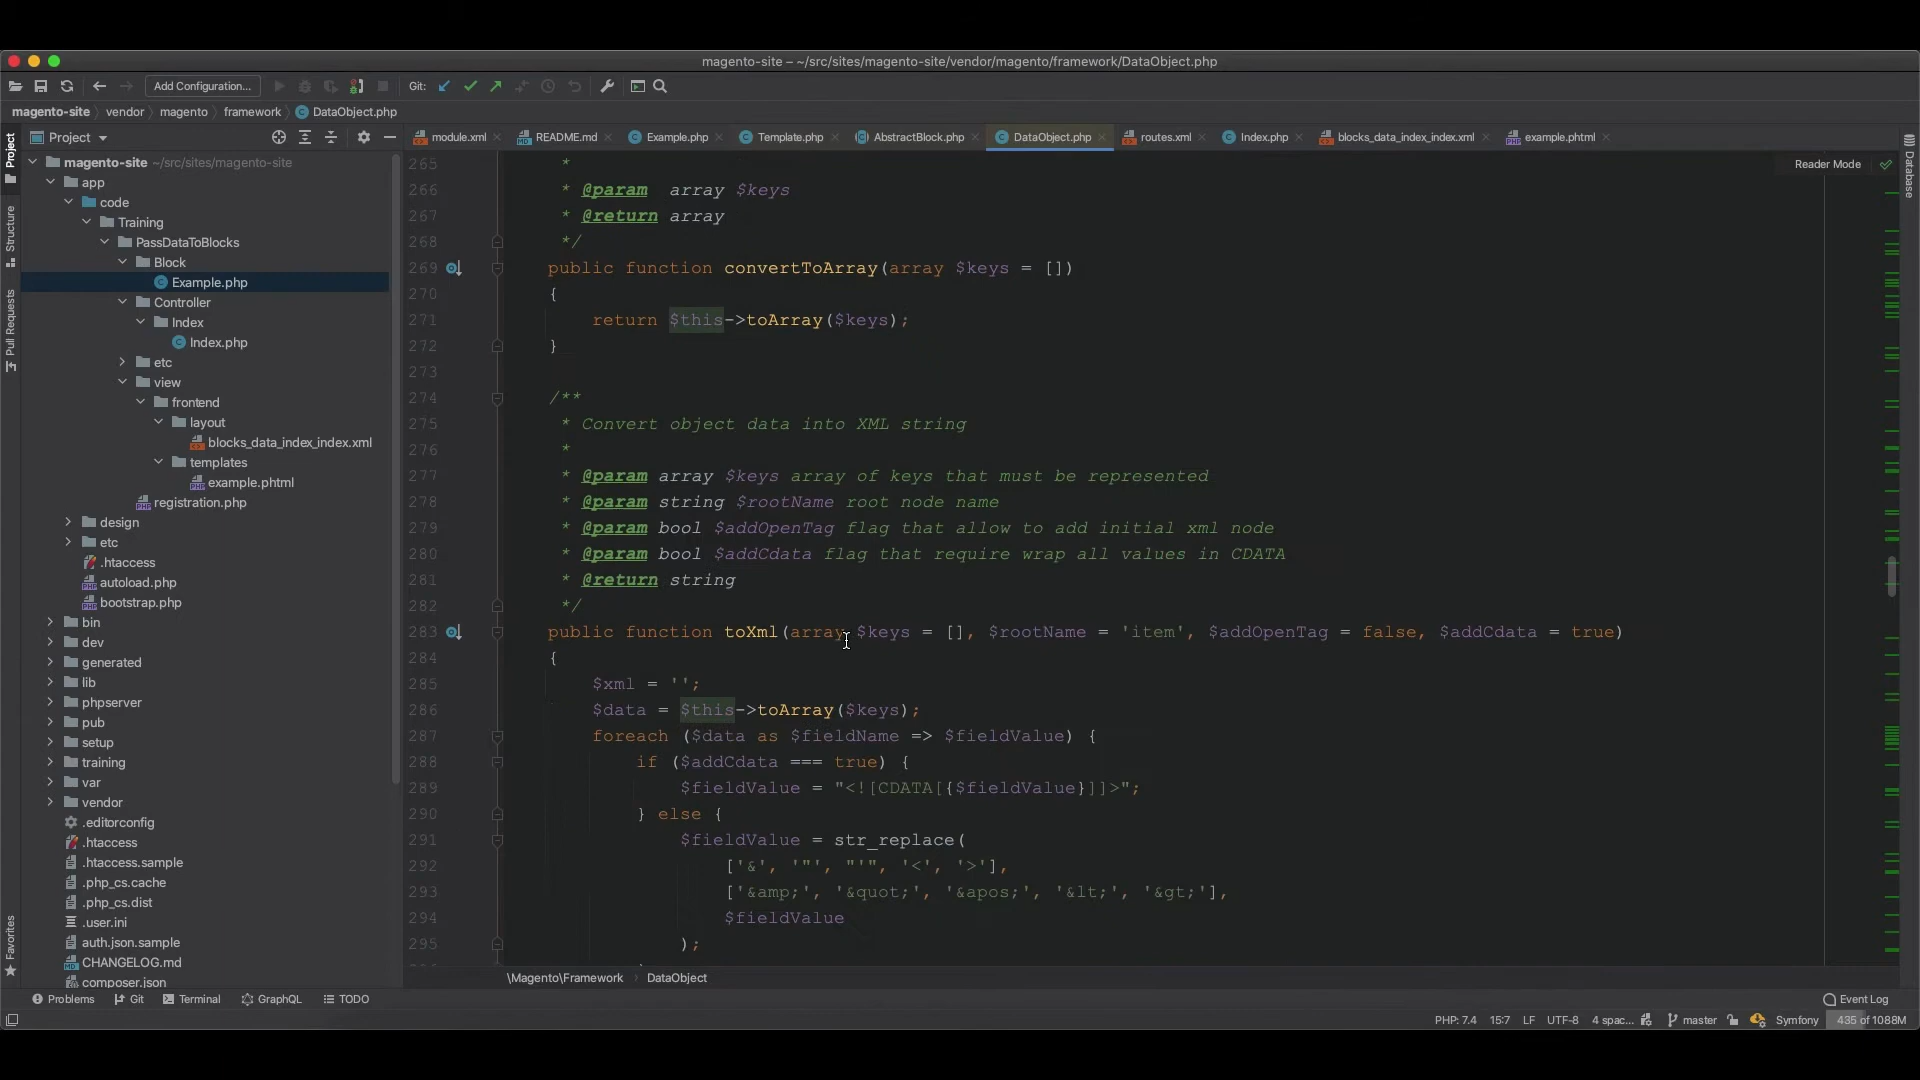 magento-site – ~/src/sites/magento-site/vendor/magento/framework/DataObject.php
Add Configuration...
Git:
magento-site
vendor
magento
framework
DataObject.php
Project
module.xml
README.md
Example.php
Template.php
AbstractBlock.php
DataObject.php
routes.xml
Index.php
blocks_data_index_index.xml
example.phtml
Project
Structure
Pull Requests
Favorites
Database
Reader Mode
magento-site ~/src/sites/magento-site
app
code
Training
PassDataToBlocks
Block
Example.php
Controller
Index
Index.php
etc
view
frontend
layout
blocks_data_index_index.xml
templates
example.phtml
registration.php
design
etc
.htaccess
autoload.php
bootstrap.php
bin
dev
generated
lib
phpserver
pub
setup
training
var
vendor
.editorconfig
.htaccess
.htaccess.sample
.php_cs.cache
.php_cs.dist
.user.ini
auth.json.sample
CHANGELOG.md
composer.json
265 *
266 * @param  array $keys
267 * @return array
268 */
269 public function convertToArray(array $keys = [])
270 {
271 return $this->toArray($keys);
272 }
273
274 /**
275 * Convert object data into XML string
276 *
277 * @param array $keys array of keys that must be represented
278 * @param string $rootName root node name
279 * @param bool $addOpenTag flag that allow to add initial xml node
280 * @param bool $addCdata flag that require wrap all values in CDATA
281 * @return string
282 */
283 public function toXml(array $keys = [], $rootName = 'item', $addOpenTag = false, $addCdata = true)
284 {
285 $xml = '';
286 $data = $this->toArray($keys);
287 foreach ($data as $fieldName => $fieldValue) {
288 if ($addCdata === true) {
289 $fieldValue = "<![CDATA[{$fieldValue}]]>";
290 } else {
291 $fieldValue = str_replace(
292 ['&', '"', "'", '<', '>'],
293 ['&amp;', '&quot;', '&apos;', '&lt;', '&gt;'],
294 $fieldValue
295 );
\Magento\Framework
DataObject
Problems
Git
Terminal
GraphQL
TODO
Event Log
PHP: 7.4
15:7
LF
UTF-8
4 spac...
master
Symfony
435 of 1088M